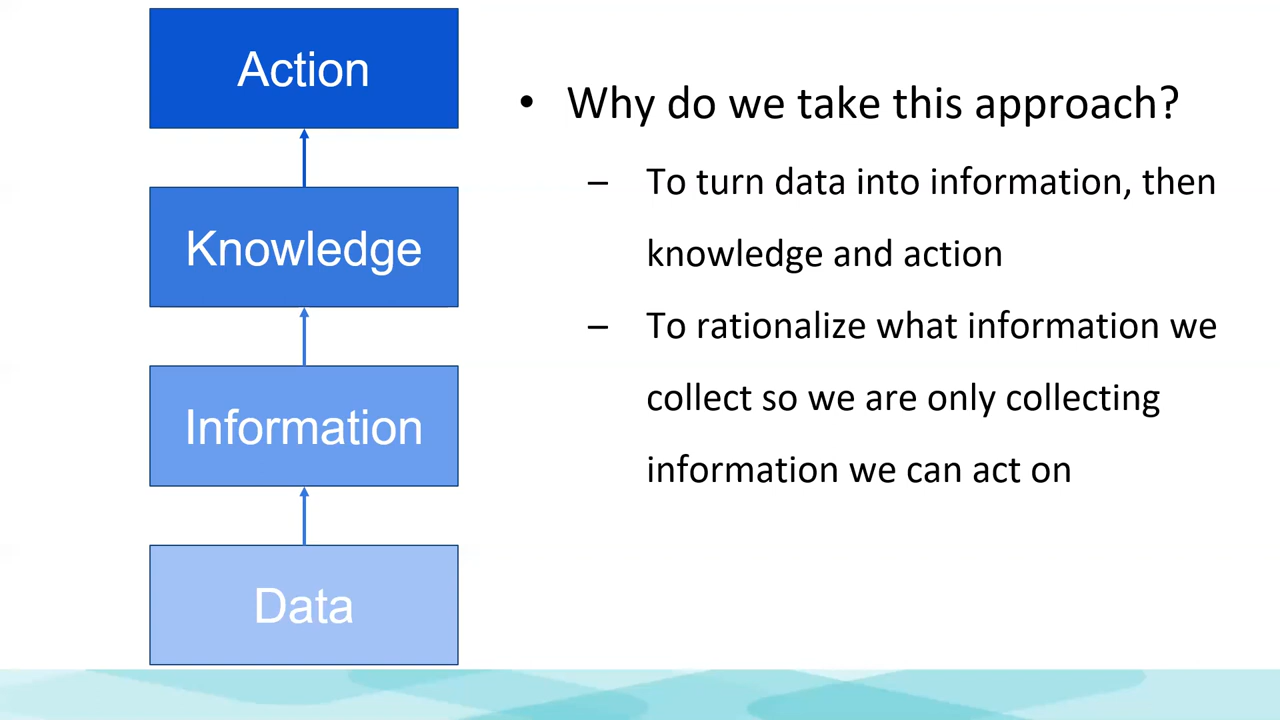 Action
Knowledge
Information
Data
• Why do we take this approach?
– To turn data into information, then
knowledge and action
– To rationalize what information we
collect so we are only collecting
information we can act on